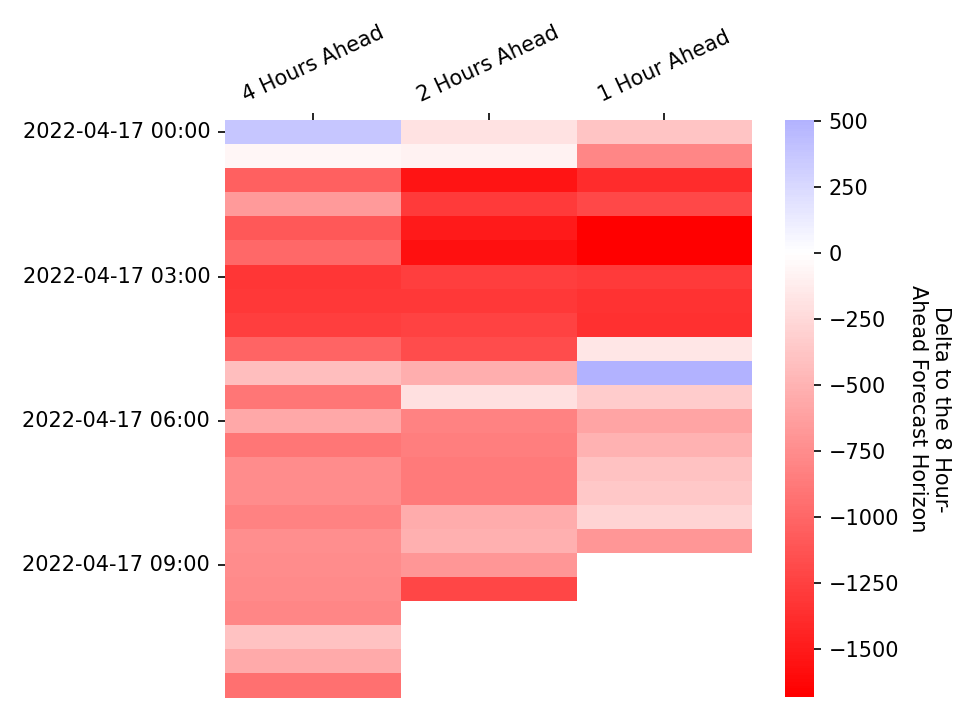 4 Hours Ahead
2 Hours Ahead
1 Hour Ahead
2022-04-17 00:00
2022-04-17 03:00
2022-04-17 06:00
2022-04-17 09:00
500
250
0
−250
−500
−750
−1000
−1250
−1500
Delta to the 8 Hour-
Ahead Forecast Horizon